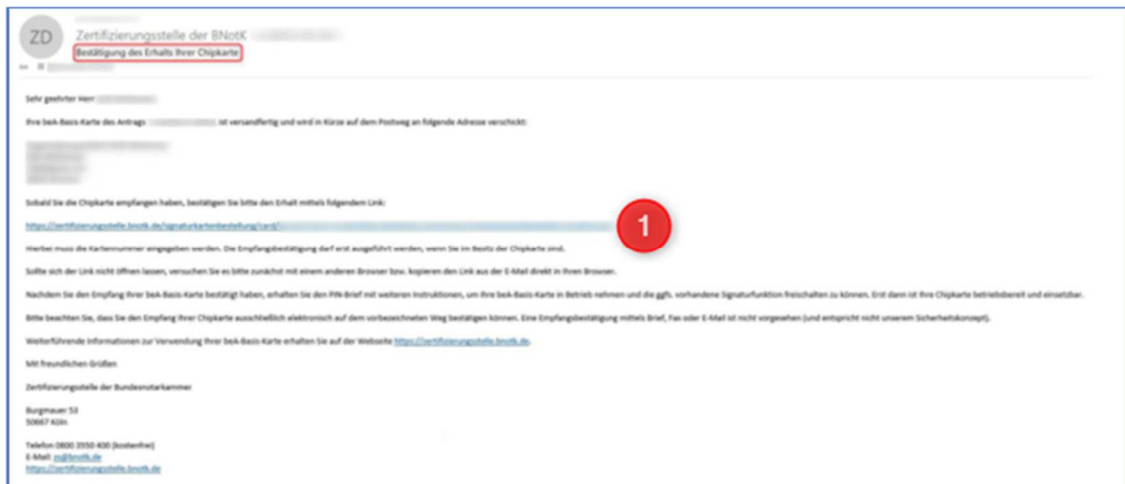 ZD
Zertifizierungsstelle der BNotK
Bestätigung des Erhalts Ihrer Chipkarte
Sehr geehrter Herr
Ihre beA-Basis-Karte des Antrags ist versandfertig und wird in Kürze auf dem Postweg an folgende Adresse verschickt:
Sobald Sie die Chipkarte empfangen haben, bestätigen Sie bitte den Erhalt mittels folgendem Link:
https://zertifizierungsstelle.bnotk.de/signaturkartenbestellung/card/
1
Hierbei muss die Kartennummer eingegeben werden. Die Empfangsbestätigung darf erst ausgeführt werden, wenn Sie im Besitz der Chipkarte sind.
Sollte sich der Link nicht öffnen lassen, versuchen Sie es bitte zunächst mit einem anderen Browser bzw. kopieren den Link aus der E-Mail direkt in Ihren Browser.
Nachdem Sie den Empfang Ihrer beA-Basis-Karte bestätigt haben, erhalten Sie den PIN-Brief mit weiteren Instruktionen, um Ihre beA-Basis-Karte in Betrieb nehmen und die ggfs. vorhandene Signaturfunktion freischalten zu können. Erst dann ist Ihre Chipkarte betriebsbereit und einsetzbar.
Bitte beachten Sie, dass Sie den Empfang Ihrer Chipkarte ausschließlich elektronisch auf dem vorbezeichneten Weg bestätigen können. Eine Empfangsbestätigung mittels Brief, Fax oder E-Mail ist nicht vorgesehen (und entspricht nicht unserem Sicherheitskonzept).
Weiterführende Informationen zur Verwendung Ihrer beA-Basis-Karte erhalten Sie auf der Webseite https://zertifizierungsstelle.bnotk.de.
Mit freundlichen Grüßen
Zertifizierungsstelle der Bundesnotarkammer
Burgmauer 53
50667 Köln
Telefon 0800 3550 400 (kostenfrei)
E-Mail: zs@bnotk.de
https://zertifizierungsstelle.bnotk.de